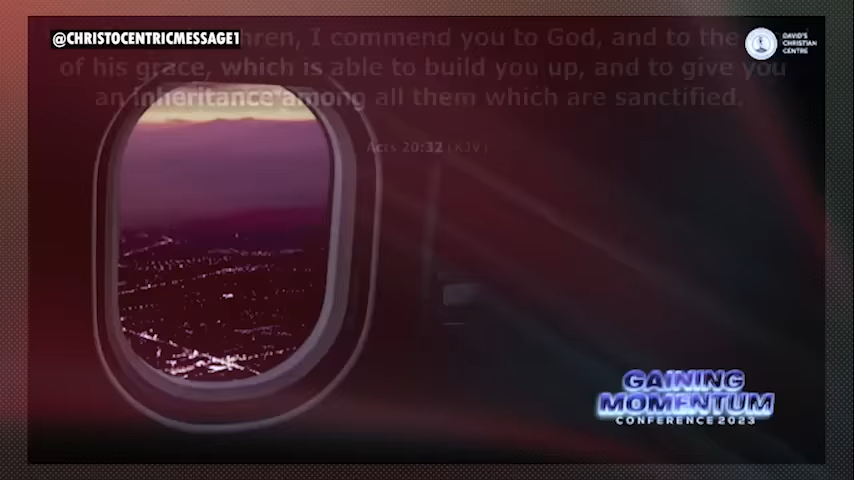 @CHRISTOCENTRICMESSAGE1
hren, I commend you to God, and to the
of his grace, which is able to build you up, and to give you
an inheritance among all them which are sanctified.
Acts 20:32 (KJV)
DAVID'S
CHRISTIAN
CENTRE
GAINING
MOMENTUM
CONFERENCE 2023